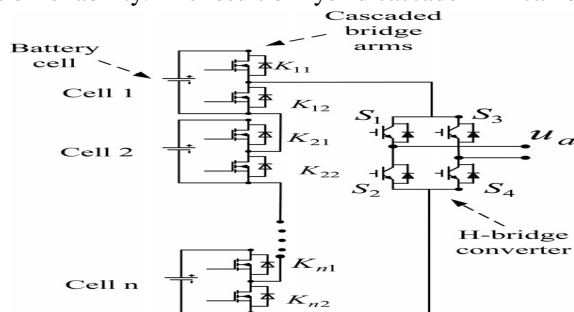 Cascaded
bridge
arms
Battery
cell
Cell 1
K11
K12
Cell 2
K21
K22
S1
S3
ua
S2
S4
H-bridge
converter
Cell n
Kn1
Kn2